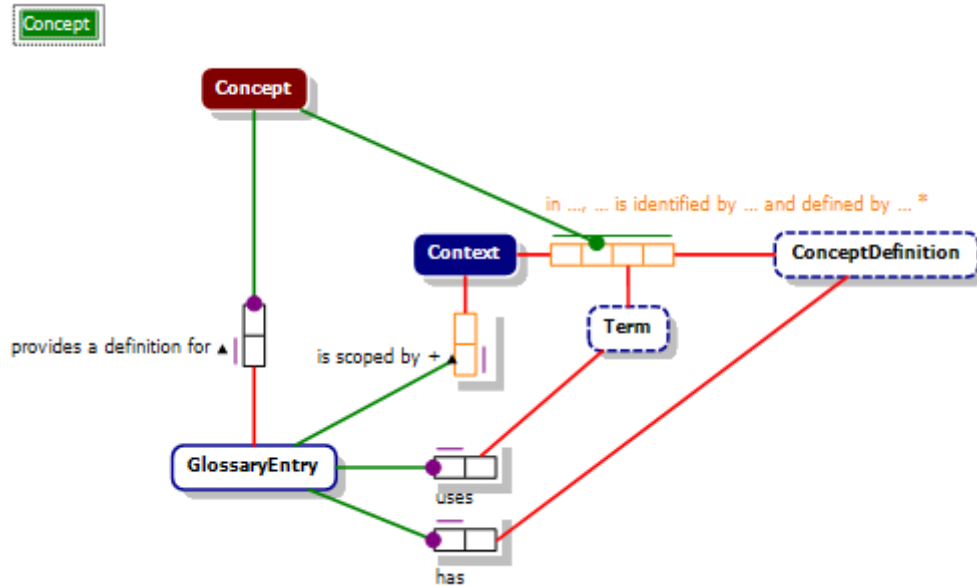 Concept
Concept
in ..., ... is identified by ... and defined by ... *
Context
ConceptDefinition
Term
provides a definition for ▲
is scoped by + ▲
GlossaryEntry
uses
has